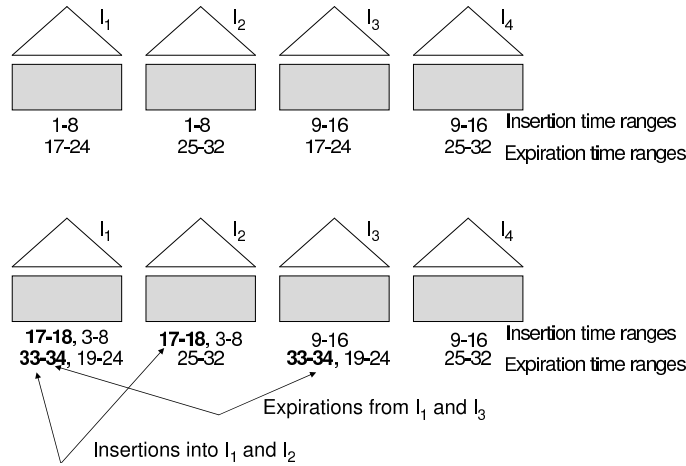 I1 I2 I3 I4
1-8 1-8 9-16 9-16 Insertion time ranges
17-24 25-32 17-24 25-32 Expiration time ranges
I1 I2 I3 I4
17-18, 3-8 17-18, 3-8 9-16 9-16 Insertion time ranges
33-34, 19-24 25-32 33-34, 19-24 25-32 Expiration time ranges
Expirations from I1 and I3
Insertions into I1 and I2